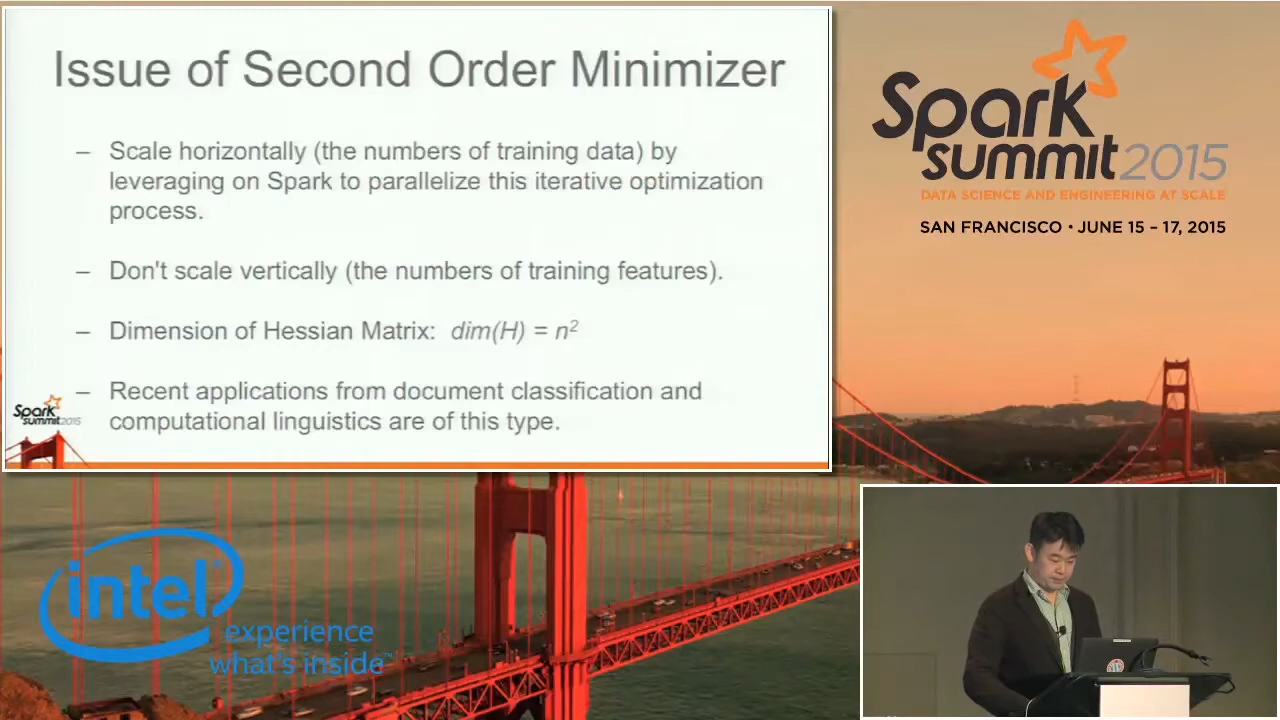 Issue of Second Order Minimizer
– Scale horizontally (the numbers of training data) by
leveraging on Spark to parallelize this iterative optimization
process.
– Don't scale vertically (the numbers of training features).
– Dimension of Hessian Matrix: dim(H) = n²
– Recent applications from document classification and
computational linguistics are of this type.
Spark
summit2015
Spark
summit2015
DATA SCIENCE AND ENGINEERING AT SCALE
SAN FRANCISCO • JUNE 15 – 17, 2015
intel®
experience
what's inside™